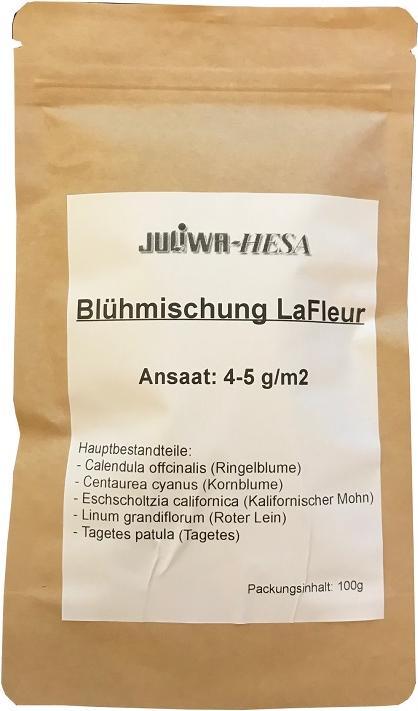 JULIWA-HESA
Blühmischung LaFleur
Ansaat: 4-5 g/m2
Hauptbestandteile:
- Calendula offcinalis (Ringelblume)
- Centaurea cyanus (Kornblume)
- Eschscholtzia californica (Kalifornischer Mohn)
- Linum grandiflorum (Roter Lein)
- Tagetes patula (Tagetes)
Packungsinhalt: 100g